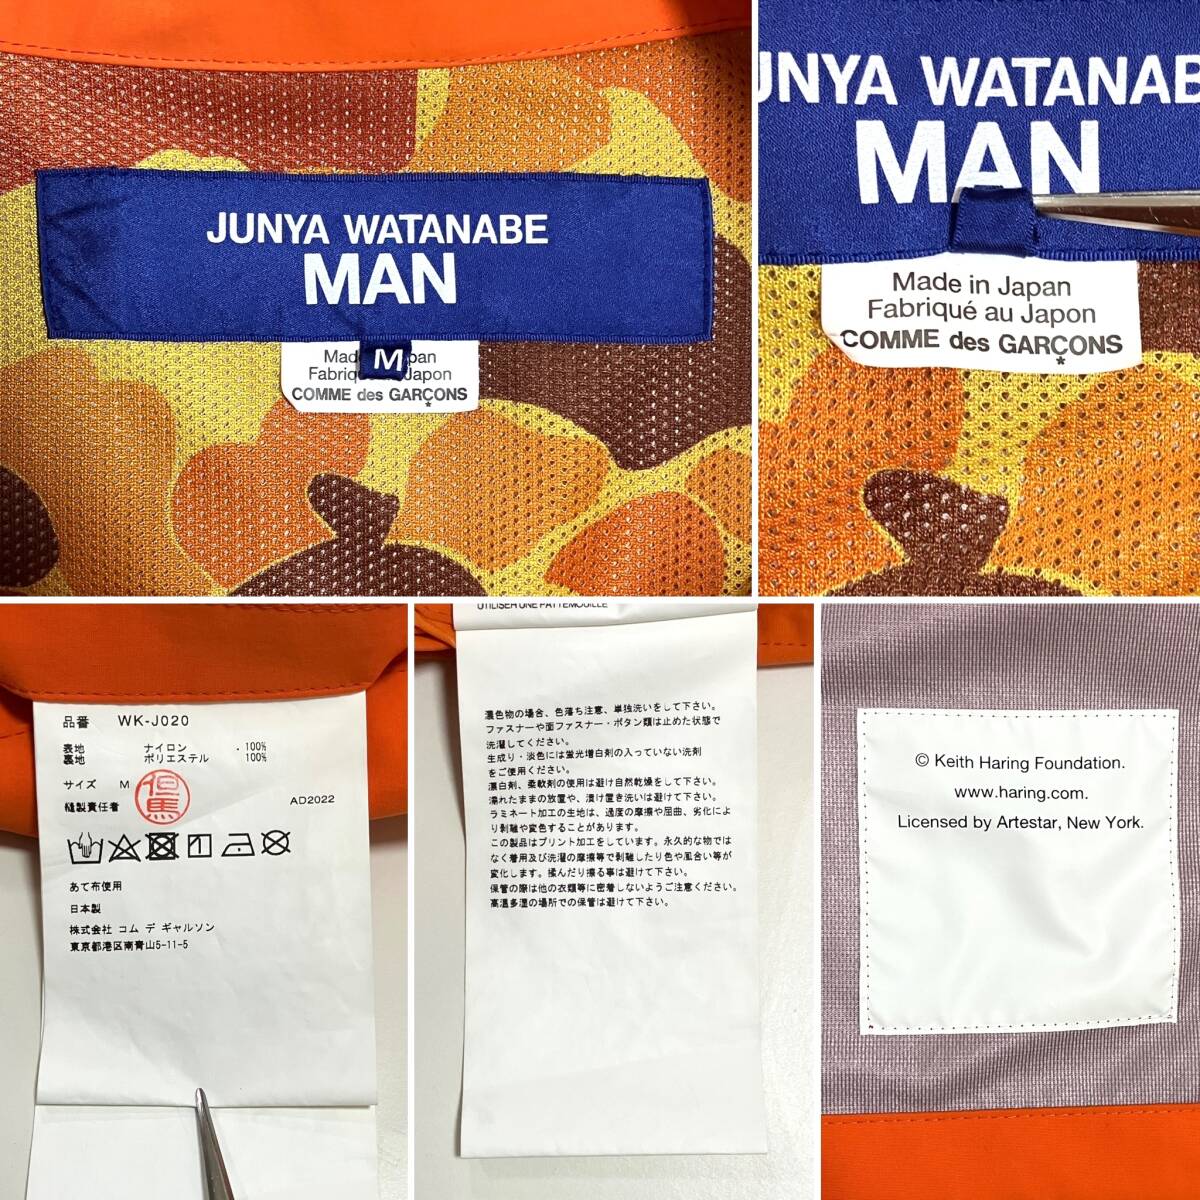 JUNYA WATANABE
MAN
M
Fabriqu
Japon
COMME des GARÇONS
WATANAB
MAN
Made in Japan
Fabriqué au Japon
COMME des GARÇONS
品番 WK-J020
表地 ナイロン 100%
裏地 ポリエステル 100%
サイズ M
縫製責任者 但馬
AD2022
あて布使用
日本製
株式会社 コム デ ギャルソン
東京都港区南青山5-11-5
UTILISER UNE PATTEMOUILLE
濃色物の場合、色落ち注意、単独洗いをして下さい。
ファスナーや面ファスナー・ボタン類は止めた状態で
洗濯してください。
生成り・淡色には蛍光増白剤の入っていない洗剤
をご使用ください。
漂白剤、柔軟剤の使用は避け自然乾燥をして下さい。
濡れたままの放置や、漬け置き洗いは避けて下さい。
ラミネート加工の生地は、過度の摩擦や屈曲、劣化によ
り剥離や変色することがあります。
この製品はプリント加工をしています。永久的な物では
なく着用及び洗濯の摩擦等で剥離したり色や風合い等が
変化します。揉んだり擦る事は避けて下さい。
保管の際は他の衣類等に密着しないようご注意ください。
高温多湿の場所での保管は避けて下さい。
© Keith Haring Foundation.
www.haring.com.
Licensed by Artestar, New York.